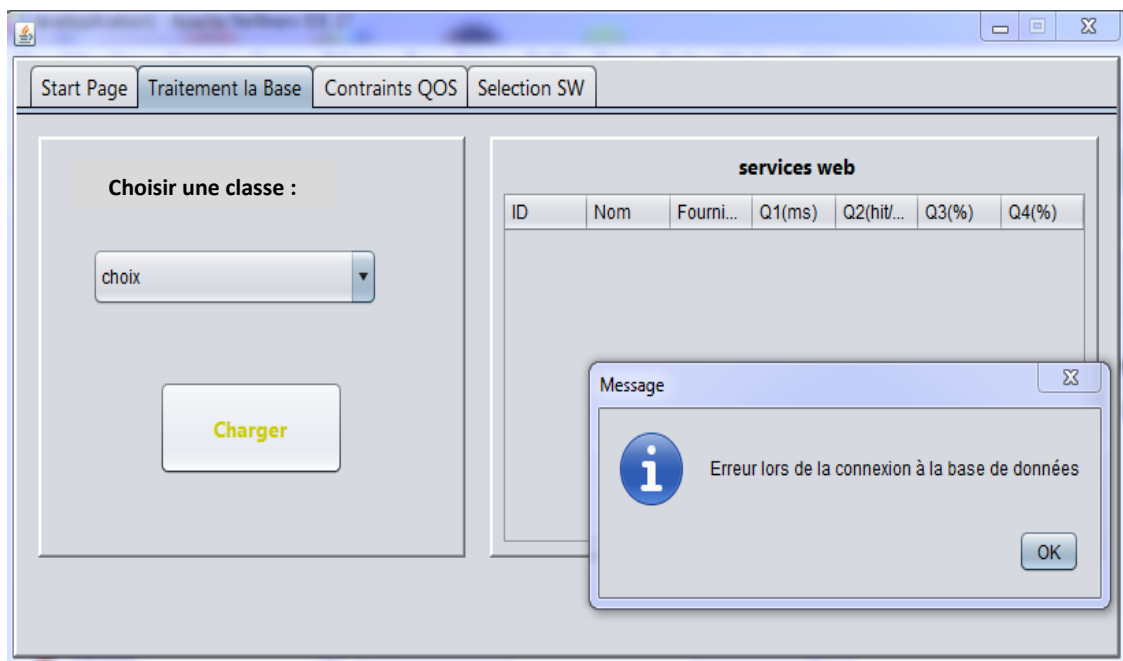 Start Page Traitement la Base Contraints QOS Selection SW
Choisir une classe :
choix
Charger
services web
ID Nom Fourni... Q1(ms) Q2(hit/... Q3(%) Q4(%)
Message
Erreur lors de la connexion à la base de données
OK